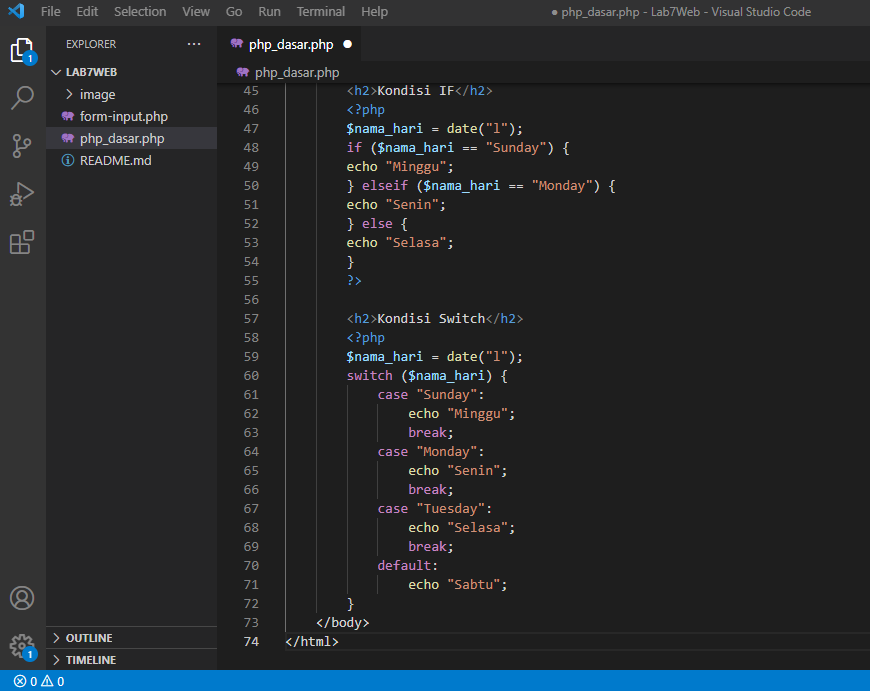 File Edit Selection View Go Run Terminal Help
● php_dasar.php - Lab7Web - Visual Studio Code
EXPLORER ...
1
LAB7WEB
image
form-input.php
php_dasar.php
README.md
OUTLINE
TIMELINE
1
php_dasar.php ●
php_dasar.php
45 <h2>Kondisi IF</h2>
46 <?php
47 $nama_hari = date("l");
48 if ($nama_hari == "Sunday") {
49 echo "Minggu";
50 } elseif ($nama_hari == "Monday") {
51 echo "Senin";
52 } else {
53 echo "Selasa";
54 }
55 ?>
56
57 <h2>Kondisi Switch</h2>
58 <?php
59 $nama_hari = date("l");
60 switch ($nama_hari) {
61 case "Sunday":
62 echo "Minggu";
63 break;
64 case "Monday":
65 echo "Senin";
66 break;
67 case "Tuesday":
68 echo "Selasa";
69 break;
70 default:
71 echo "Sabtu";
72 }
73 </body>
74 </html>
0 0